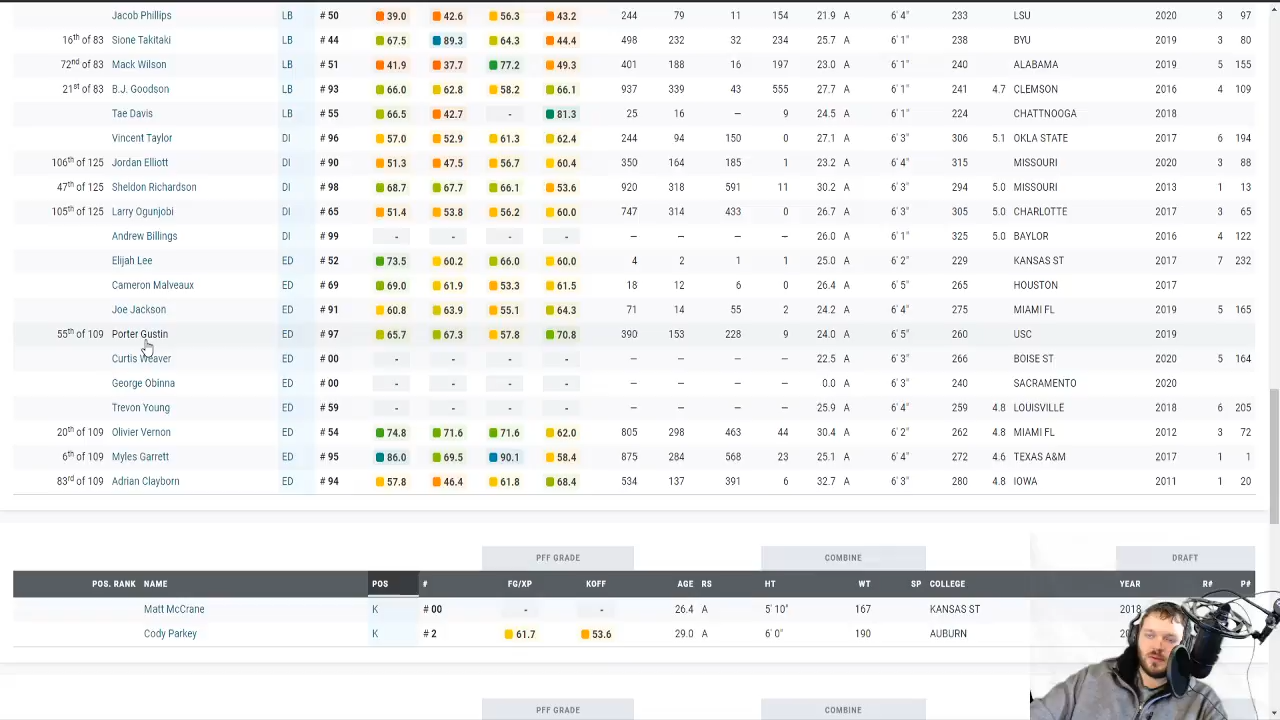 Jacob Phillips LB # 50 39.0 42.6 56.3 43.2 244 79 11 154 21.9 A 6' 4" 233 LSU 2020 3 97
16th of 83 Sione Takitaki LB # 44 67.5 89.3 64.3 44.4 498 232 32 234 25.7 A 6' 1" 238 BYU 2019 3 80
72nd of 83 Mack Wilson LB # 51 41.9 37.7 77.2 49.3 401 188 16 197 23.0 A 6' 1" 240 ALABAMA 2019 5 155
21st of 83 B.J. Goodson LB # 93 66.0 62.8 58.2 66.1 937 339 43 555 27.7 A 6' 1" 241 4.7 CLEMSON 2016 4 109
Tae Davis LB # 55 66.5 42.7 - 81.3 25 16 — 9 24.5 A 6' 1" 224 CHATTNOOGA 2018
Vincent Taylor DI # 96 57.0 52.9 61.3 62.4 244 94 150 0 27.1 A 6' 3" 306 5.1 OKLA STATE 2017 6 194
106th of 125 Jordan Elliott DI # 90 51.3 47.5 56.7 60.4 350 164 185 1 23.2 A 6' 4" 315 MISSOURI 2020 3 88
47th of 125 Sheldon Richardson DI # 98 68.7 67.7 66.1 53.6 920 318 591 11 30.2 A 6' 3" 294 5.0 MISSOURI 2013 1 13
105th of 125 Larry Ogunjobi DI # 65 51.4 53.8 56.2 60.0 747 314 433 0 26.7 A 6' 3" 305 5.0 CHARLOTTE 2017 3 65
Andrew Billings DI # 99 - - - - — — — — 26.0 A 6' 1" 325 5.0 BAYLOR 2016 4 122
Elijah Lee ED # 52 73.5 60.2 66.0 60.0 4 2 1 1 25.0 A 6' 2" 229 KANSAS ST 2017 7 232
Cameron Malveaux ED # 69 69.0 61.9 53.3 61.5 18 12 6 0 26.4 A 6' 5" 265 HOUSTON 2017
Joe Jackson ED # 91 60.8 63.9 55.1 64.3 71 14 55 2 24.2 A 6' 4" 275 MIAMI FL 2019 5 165
55th of 109 Porter Gustin ED # 97 65.7 67.3 57.8 70.8 390 153 228 9 24.0 A 6' 5" 260 USC 2019
Curtis Weaver ED # 00 - - - - — — — — 22.5 A 6' 3" 266 BOISE ST 2020 5 164
George Obinna ED # 00 - - - - — — — — 0.0 A 6' 3" 240 SACRAMENTO 2020
Trevon Young ED # 59 - - - - — — — — 25.9 A 6' 4" 259 4.8 LOUISVILLE 2018 6 205
20th of 109 Olivier Vernon ED # 54 74.8 71.6 71.6 62.0 805 298 463 44 30.4 A 6' 2" 262 4.8 MIAMI FL 2012 3 72
6th of 109 Myles Garrett ED # 95 86.0 69.5 90.1 58.4 875 284 568 23 25.1 A 6' 4" 272 4.6 TEXAS A&M 2017 1 1
83rd of 109 Adrian Clayborn ED # 94 57.8 46.4 61.8 68.4 534 137 391 6 32.7 A 6' 3" 280 4.8 IOWA 2011 1 20
PFF GRADE COMBINE DRAFT
POS. RANK NAME POS # FG/XP KOFF AGE RS HT WT SP COLLEGE YEAR R# P#
Matt McCrane K # 00 - - 26.4 A 5' 10" 167 KANSAS ST 2018
Cody Parkey K # 2 61.7 53.6 29.0 A 6' 0" 190 AUBURN
PFF GRADE COMBINE